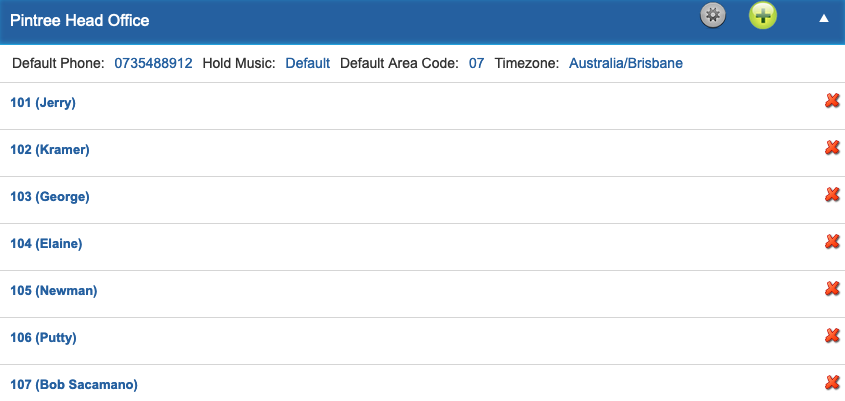 Pintree Head Office
Default Phone: 0735488912 Hold Music: Default Default Area Code: 07 Timezone: Australia/Brisbane
101 (Jerry)
102 (Kramer)
103 (George)
104 (Elaine)
105 (Newman)
106 (Putty)
107 (Bob Sacamano)